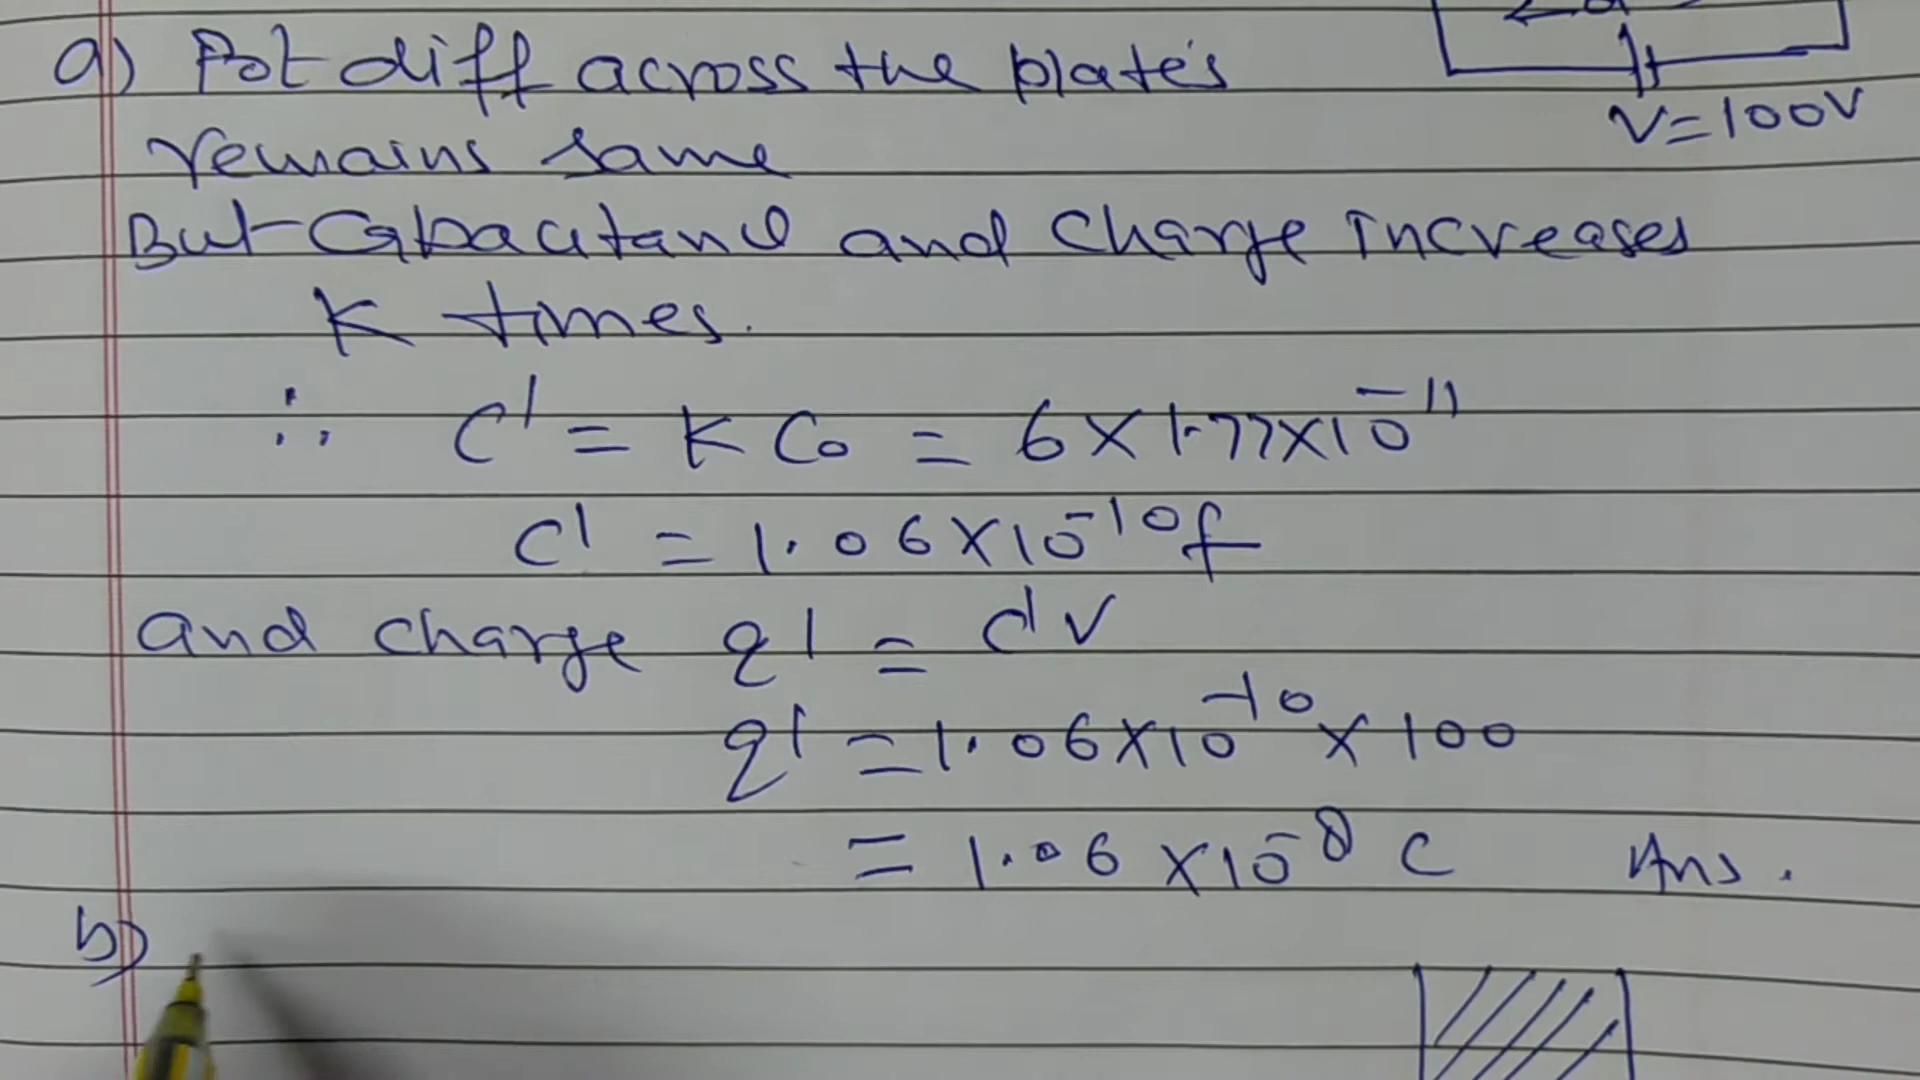 a) Pot diff across the plates
V=100V
remains same
But Capacitance and charge increases
K times.
∴ C' = K C₀ = 6 × 1.77 × 10⁻¹¹
C' = 1.06 × 10⁻¹⁰ f
and charge q' = C'V
q' = 1.06 × 10⁻¹⁰ × 100
= 1.06 × 10⁻⁸ C Ans.
b)